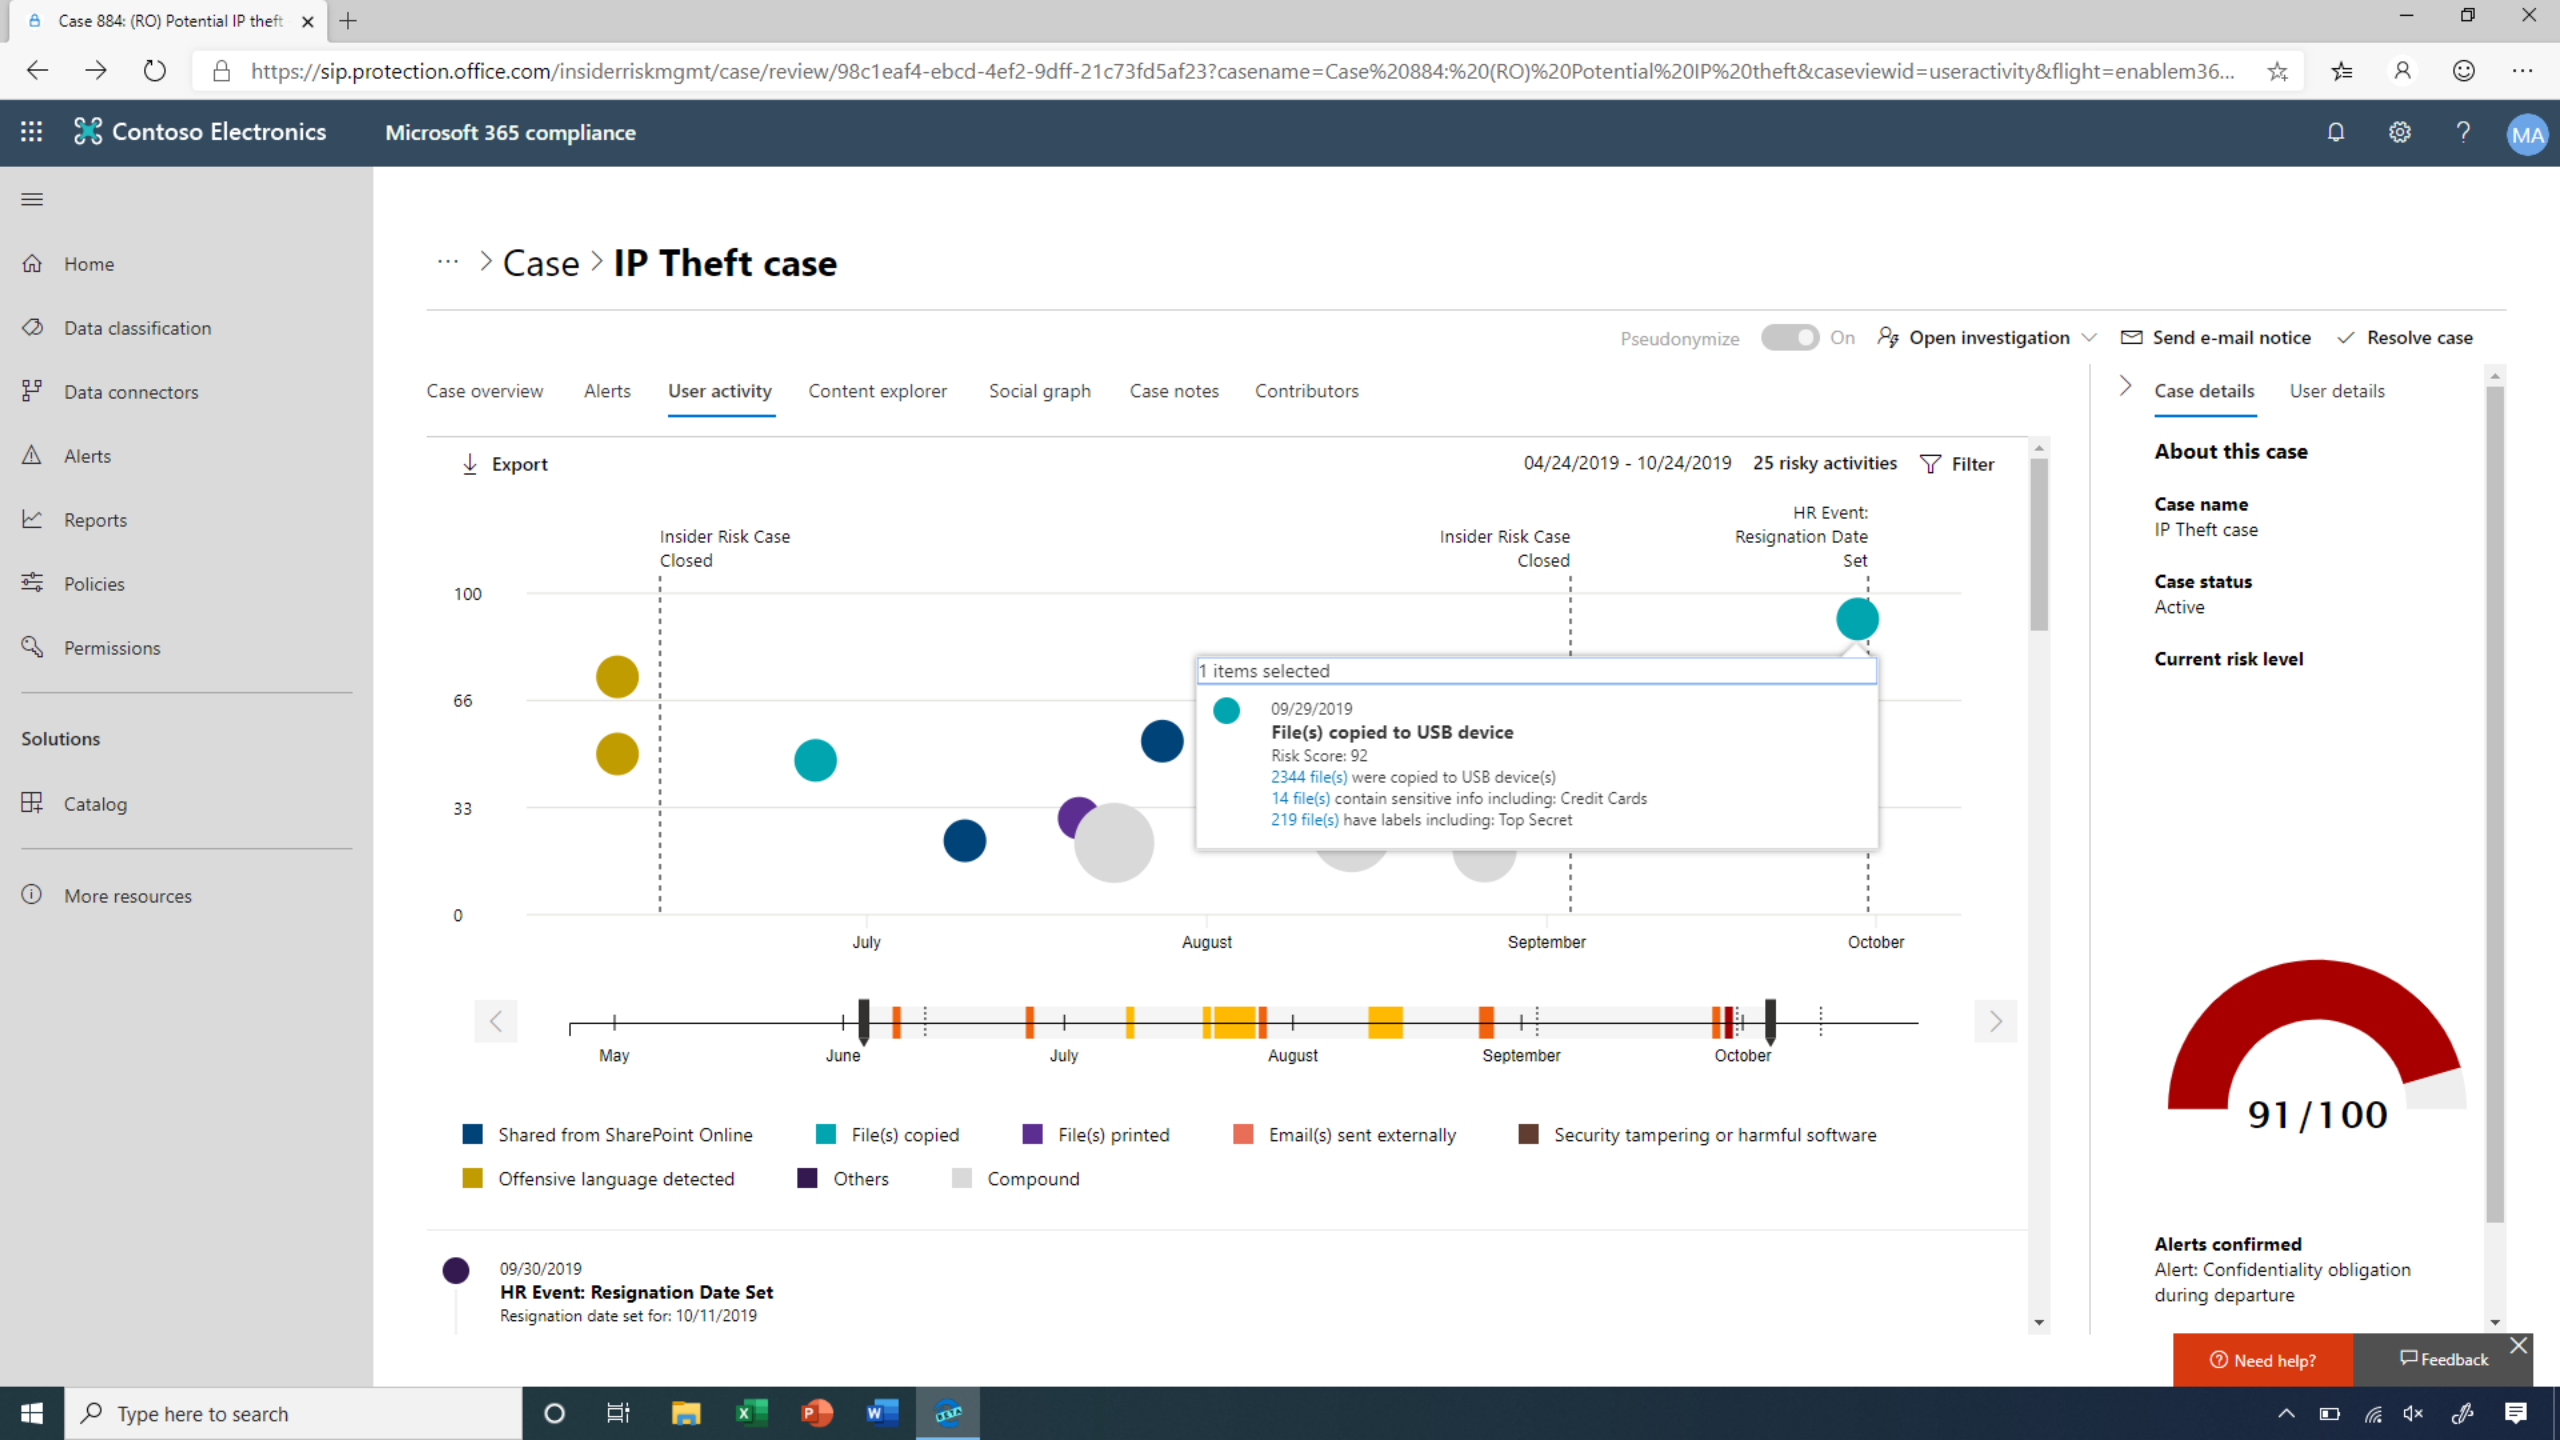 Case 884: (RO) Potential IP theft
https://sip.protection.office.com/insiderriskmgmt/case/review/98c1eaf4-ebcd-4ef2-9dff-21c73fd5af23?casename=Case%20884:%20(RO)%20Potential%20IP%20theft&caseviewid=useractivity&flight=enablem36...
Contoso Electronics
Microsoft 365 compliance
MA
Home
Data classification
Data connectors
Alerts
Reports
Policies
Permissions
Solutions
Catalog
More resources
... > Case > IP Theft case
Pseudonymize On Open investigation Send e-mail notice Resolve case
Case overview Alerts User activity Content explorer Social graph Case notes Contributors
Export
04/24/2019 - 10/24/2019 25 risky activities Filter
Insider Risk Case
Closed
Insider Risk Case
Closed
HR Event:
Resignation Date
Set
100
66
33
0
1 items selected
09/29/2019
File(s) copied to USB device
Risk Score: 92
2344 file(s) were copied to USB device(s)
14 file(s) contain sensitive info including: Credit Cards
219 file(s) have labels including: Top Secret
July August September October
May June July August September October
Shared from SharePoint Online File(s) copied File(s) printed Email(s) sent externally Security tampering or harmful software
Offensive language detected Others Compound
09/30/2019
HR Event: Resignation Date Set
Resignation date set for: 10/11/2019
Case details User details
About this case
Case name
IP Theft case
Case status
Active
Current risk level
91/100
Alerts confirmed
Alert: Confidentiality obligation
during departure
Need help? Feedback
Type here to search
BETA